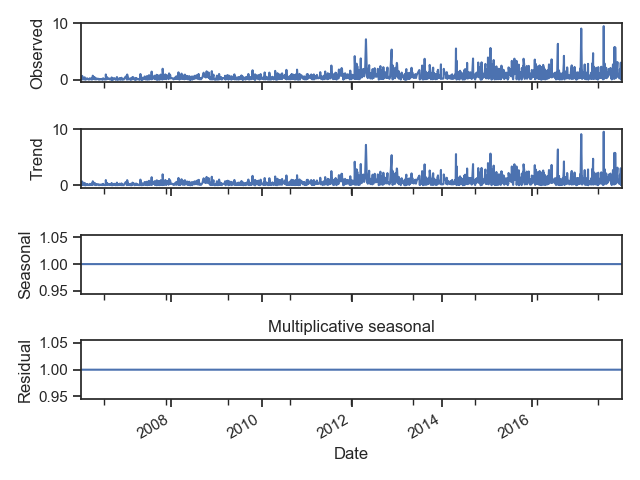 Observed
10
0
Trend
10
0
Seasonal
1.05
1.00
0.95
Multiplicative seasonal
Residual
1.05
1.00
0.95
2008 2010 2012 2014 2016
Date